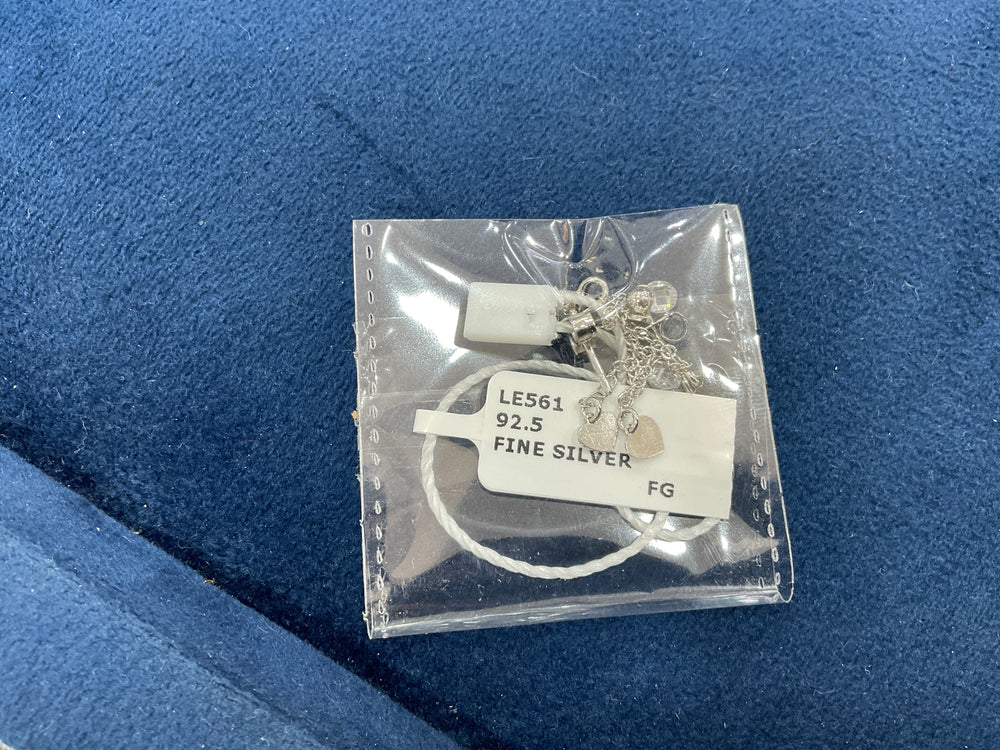 LE561
92.5
FINE SILVER
FG